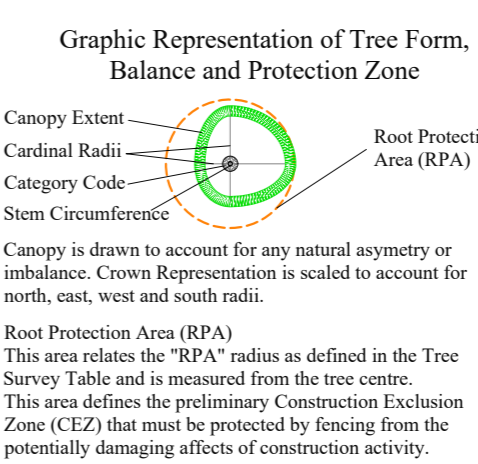 Graphic Representation of Tree Form,
Balance and Protection Zone
Canopy Extent
Cardinal Radii
Category Code
Stem Circumference
Root Protecti
Area (RPA)
Canopy is drawn to account for any natural asymetry or
imbalance. Crown Representation is scaled to account for
north, east, west and south radii.
Root Protection Area (RPA)
This area relates the "RPA" radius as defined in the Tree
Survey Table and is measured from the tree centre.
This area defines the preliminary Construction Exclusion
Zone (CEZ) that must be protected by fencing from the
potentially damaging affects of construction activity.